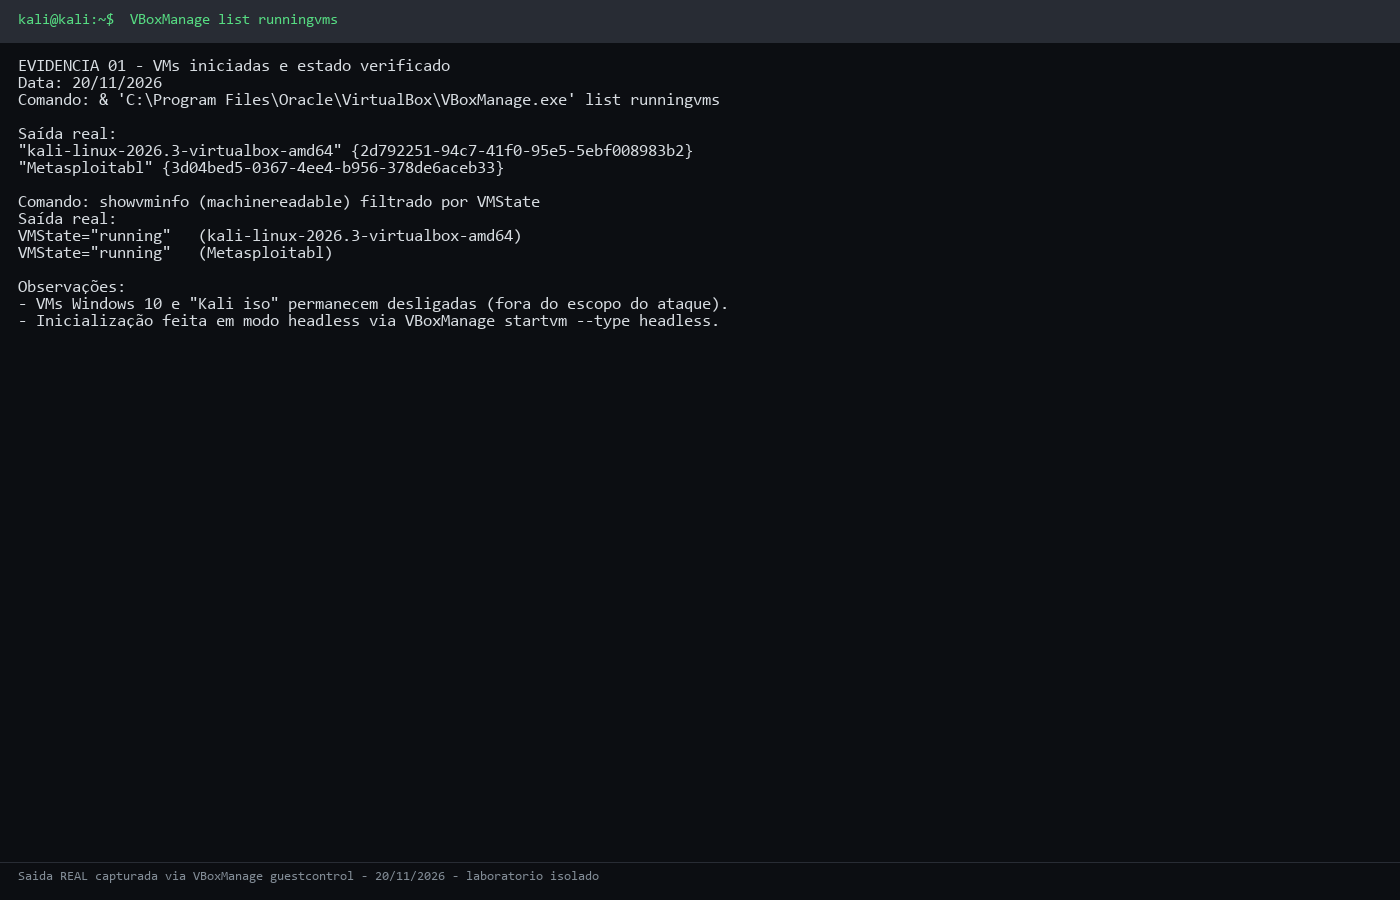 kali@kali:~$  VBoxManage list runningvms
EVIDENCIA 01 - VMs iniciadas e estado verificado
Data: 20/11/2026
Comando: & 'C:\Program Files\Oracle\VirtualBox\VBoxManage.exe' list runningvms
Saída real:
"kali-linux-2026.3-virtualbox-amd64" {2d792251-94c7-41f0-95e5-5ebf008983b2}
"Metasploitabl" {3d04bed5-0367-4ee4-b956-378de6aceb33}
Comando: showvminfo (machinereadable) filtrado por VMState
Saída real:
VMState="running"   (kali-linux-2026.3-virtualbox-amd64)
VMState="running"   (Metasploitabl)
Observações:
- VMs Windows 10 e "Kali iso" permanecem desligadas (fora do escopo do ataque).
- Inicialização feita em modo headless via VBoxManage startvm --type headless.
Saida REAL capturada via VBoxManage guestcontrol - 20/11/2026 - laboratorio isolado